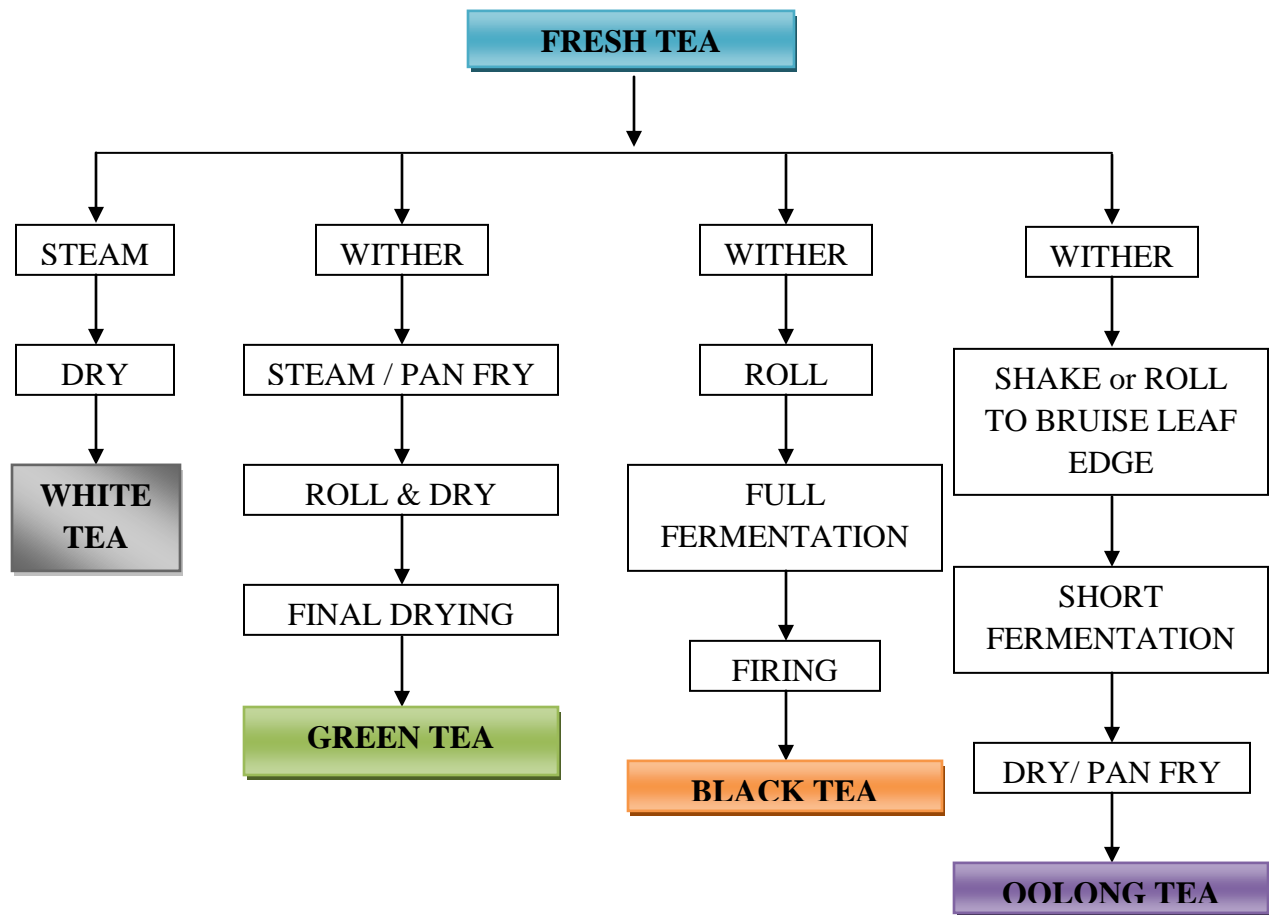 FRESH TEA
STEAM
DRY
WHITE
TEA
WITHER
STEAM / PAN FRY
ROLL & DRY
FINAL DRYING
GREEN TEA
WITHER
ROLL
FULL
FERMENTATION
FIRING
BLACK TEA
WITHER
SHAKE or ROLL
TO BRUISE LEAF
EDGE
SHORT
FERMENTATION
DRY/ PAN FRY
OOLONG TEA